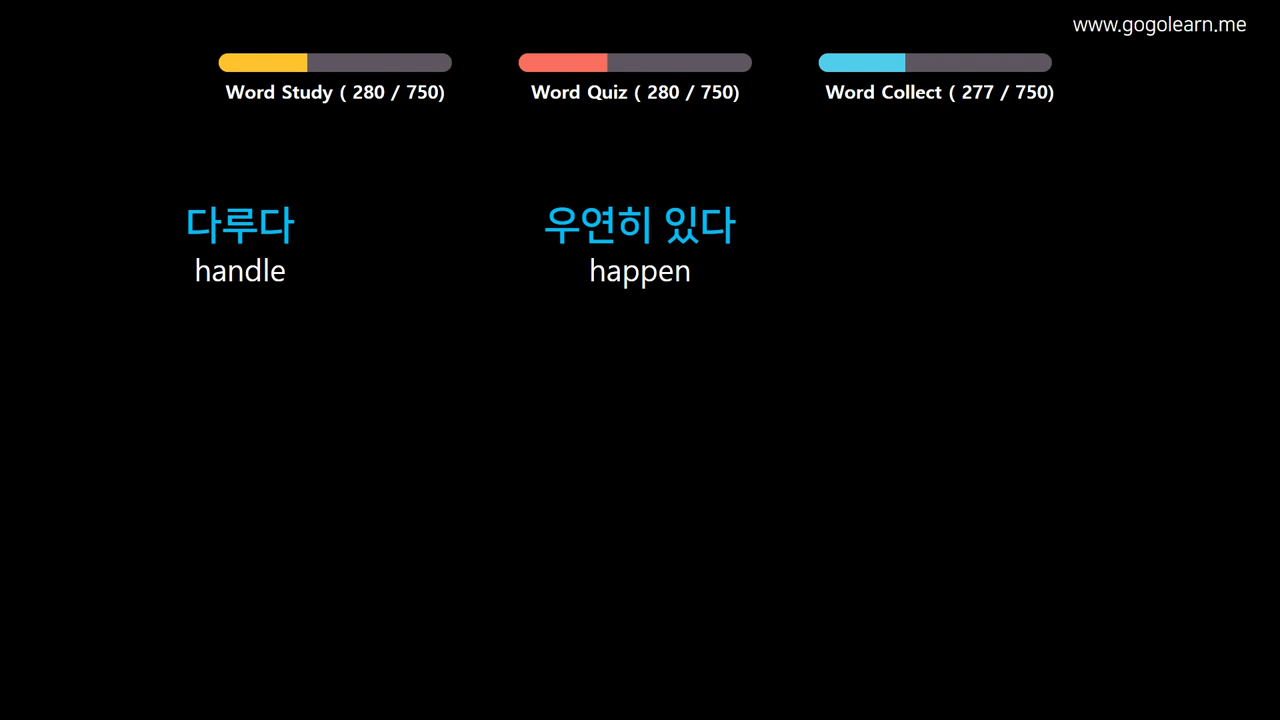 www.gogolearn.me
Word Study ( 280 / 750)
Word Quiz ( 280 / 750)
Word Collect ( 277 / 750)
다루다
handle
우연히 있다
happen